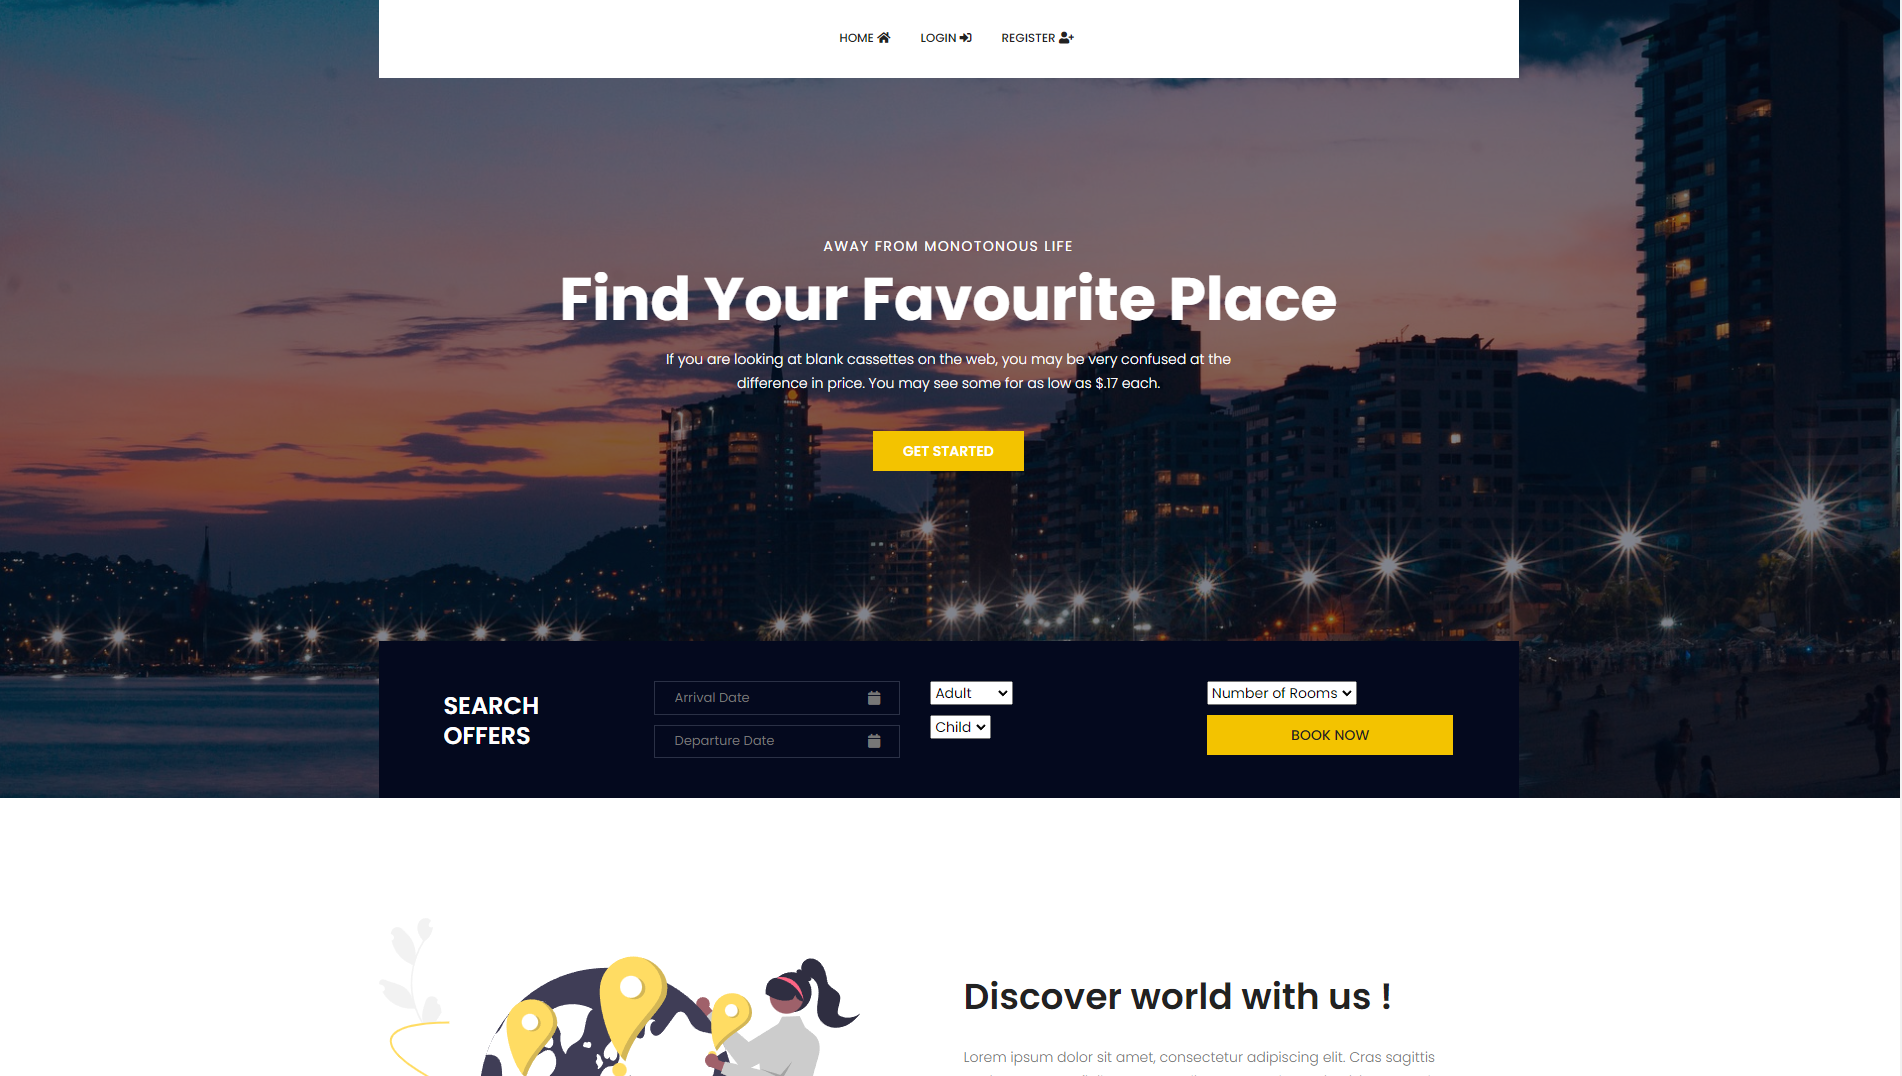 HOME LOGIN REGISTER
AWAY FROM MONOTONOUS LIFE
Find Your Favourite Place
If you are looking at blank cassettes on the web, you may be very confused at the
difference in price. You may see some for as low as $.17 each.
GET STARTED
SEARCH
OFFERS
Arrival Date
Departure Date
Adult
Child
Number of Rooms
BOOK NOW
Discover world with us !
Lorem ipsum dolor sit amet, consectetur adipiscing elit. Cras sagittis